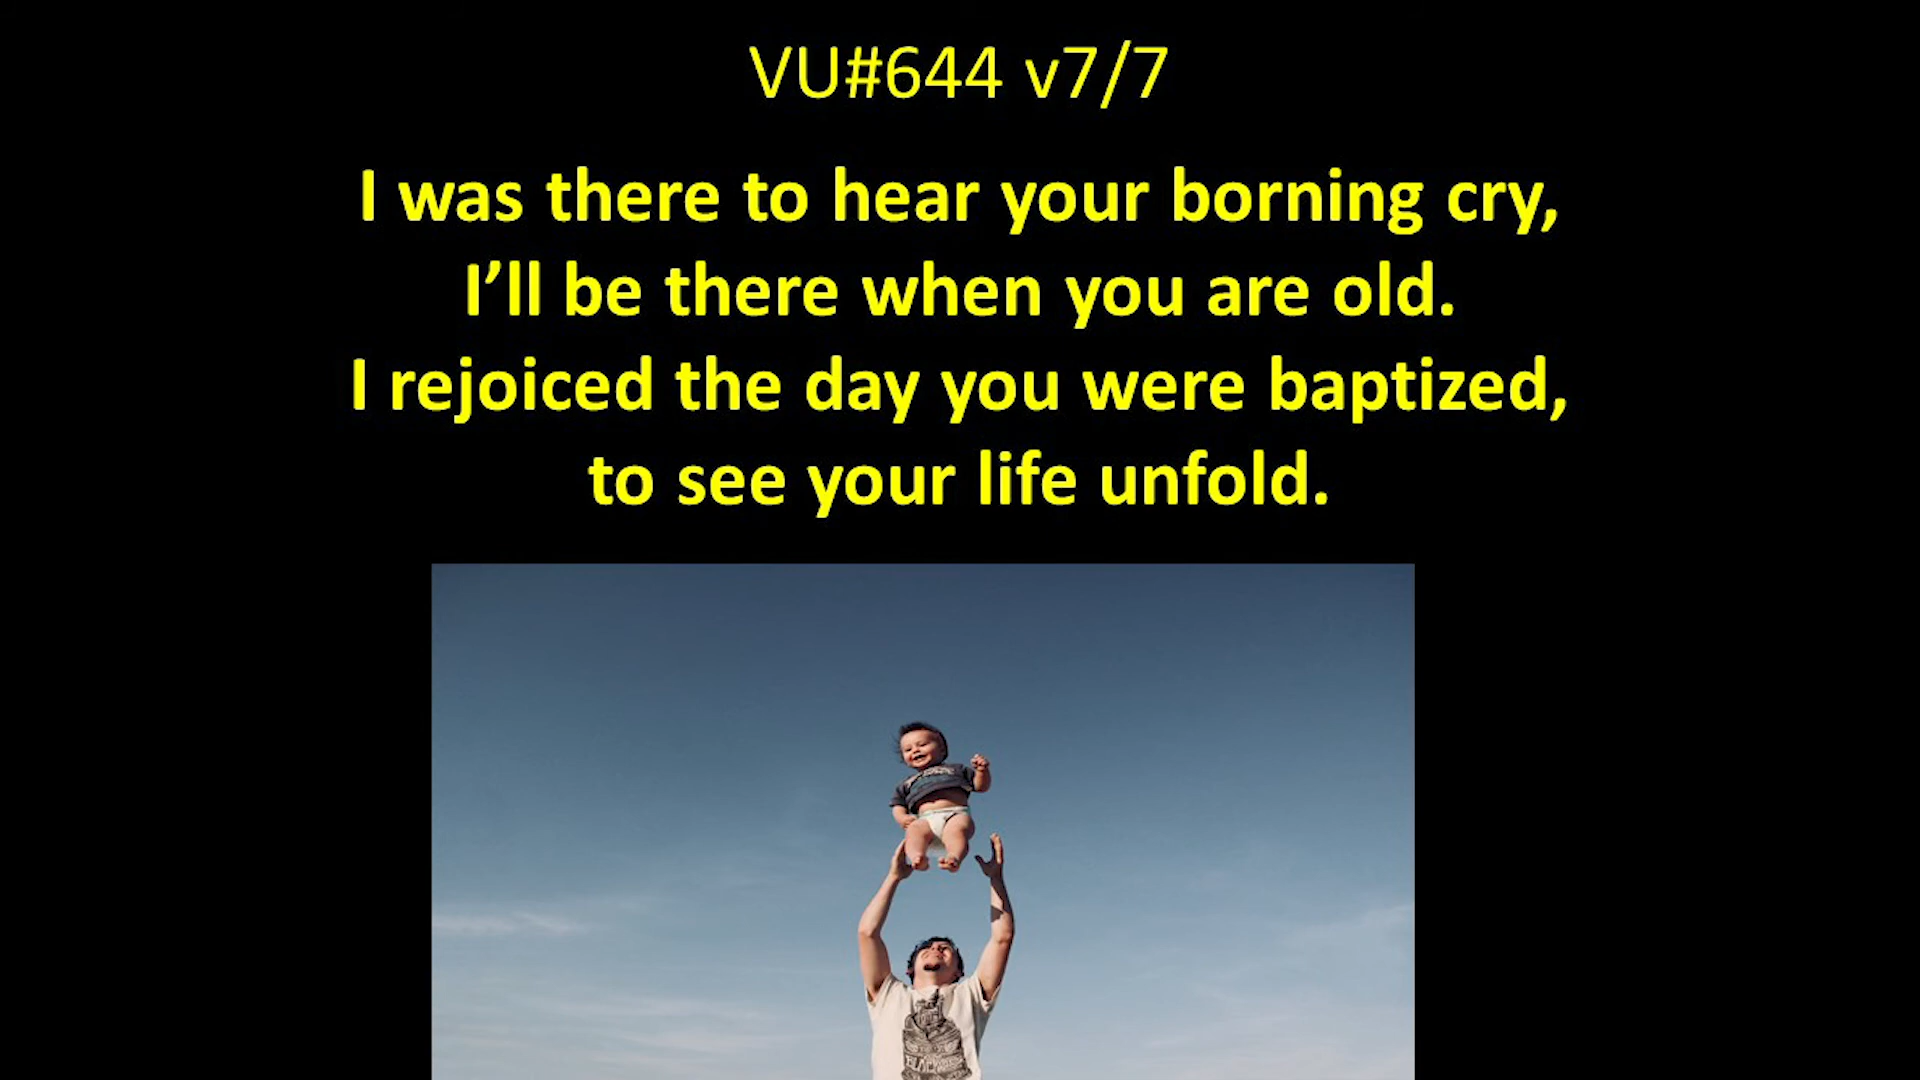 VU#644 v7/7
I was there to hear your borning cry,
I’ll be there when you are old.
I rejoiced the day you were baptized,
to see your life unfold.